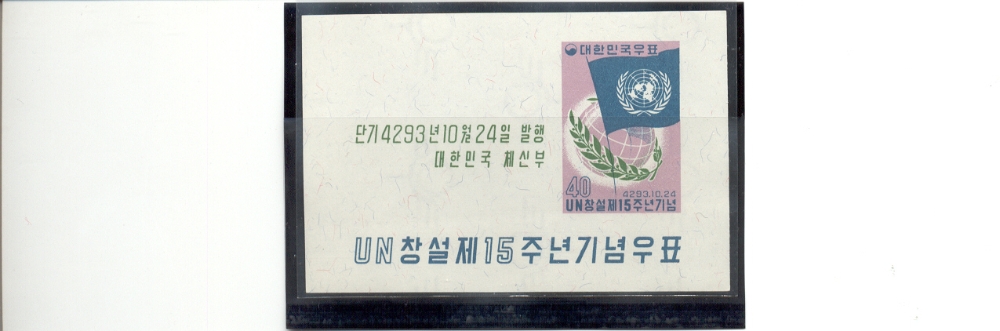 대한민국우표
단기4293년10월24일 발행
대한민국 체신부
40
4293.10.24
UN창설제15주년기념
UN창설제15주년기념우표